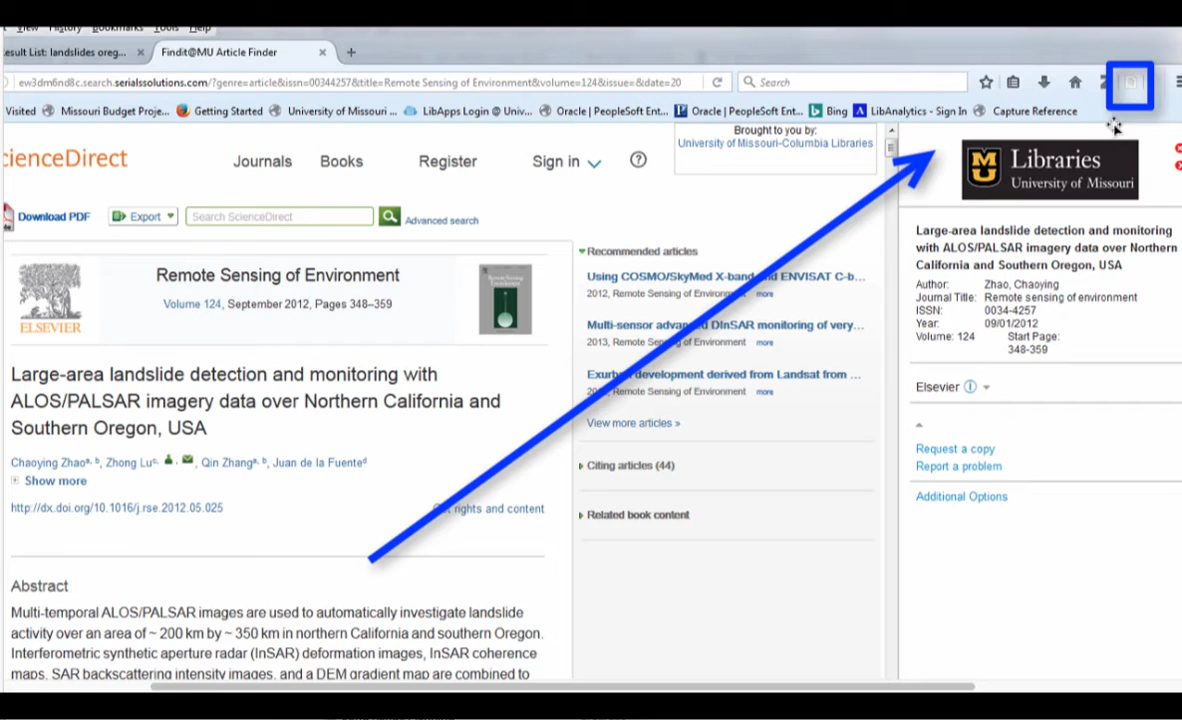 View History Bookmarks Tools Help
esult List: landslides oreg... × Findit@MU Article Finder × +
ew3dm6nd8c.search.serialssolutions.com/?genre=article&issn=00344257&title=Remote Sensing of Environment&volume=124&issue=&date=20 Search
Visited Missouri Budget Proje... Getting Started University of Missouri ... LibApps Login @ Univ... Oracle | PeopleSoft Ent... Oracle | PeopleSoft Ent... Bing LibAnalytics - Sign In Capture Reference
cienceDirect Journals Books Register Sign in ?
Brought to you by:
University of Missouri-Columbia Libraries
Download PDF Export Search ScienceDirect Advanced search
ELSEVIER
Remote Sensing of Environment
Volume 124, September 2012, Pages 348–359
Large-area landslide detection and monitoring with
ALOS/PALSAR imagery data over Northern California and
Southern Oregon, USA
Chaoying Zhaoa, b, Zhong Luc, Qin Zhanga, b, Juan de la Fuented
Show more
http://dx.doi.org/10.1016/j.rse.2012.05.025
rights and content
Abstract
Multi-temporal ALOS/PALSAR images are used to automatically investigate landslide
activity over an area of ~ 200 km by ~ 350 km in northern California and southern Oregon.
Interferometric synthetic aperture radar (InSAR) deformation images, InSAR coherence
maps, SAR backscattering intensity images, and a DEM gradient map are combined to
Recommended articles
Using COSMO/SkyMed X-band and ENVISAT C-b...
2012, Remote Sensing of Environment more
Multi-sensor advanced DInSAR monitoring of very...
2013, Remote Sensing of Environment more
Exurban development derived from Landsat from ...
Remote Sensing of Environment more
View more articles »
Citing articles (44)
Related book content
MU Libraries
University of Missouri
Large-area landslide detection and monitoring
with ALOS/PALSAR imagery data over Northern
California and Southern Oregon, USA
Author: Zhao, Chaoying
Journal Title: Remote sensing of environment
ISSN: 0034-4257
Year: 09/01/2012
Volume: 124 Start Page:
348-359
Elsevier
Request a copy
Report a problem
Additional Options